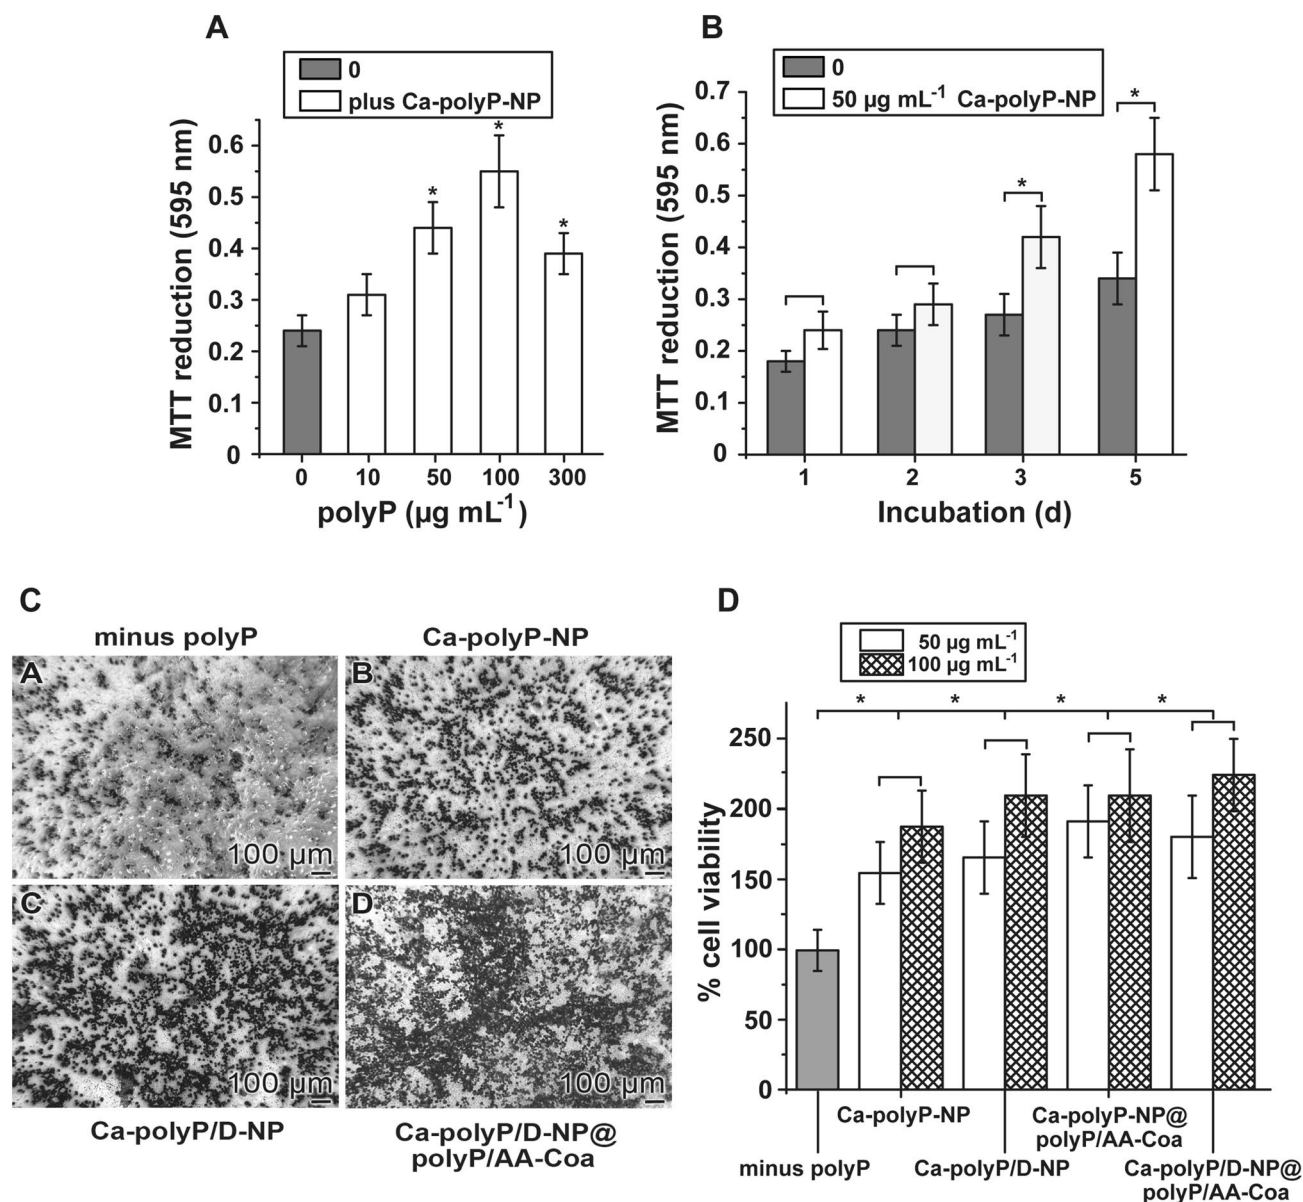 A
0
plus Ca-polyP-NP
MTT reduction (595 nm)
0.6
0.5
0.4
0.3
0.2
0.1
0
* * *
0 10 50 100 300
polyP (µg mL⁻¹)
B
0
50 µg mL⁻¹ Ca-polyP-NP
MTT reduction (595 nm)
0.7
0.6
0.5
0.4
0.3
0.2
0.1
0
* *
1 2 3 5
Incubation (d)
C
minus polyP
Ca-polyP-NP
A
100 µm
B
100 µm
C
100 µm
D
100 µm
Ca-polyP/D-NP
Ca-polyP/D-NP@
polyP/AA-Coa
D
50 µg mL⁻¹
100 µg mL⁻¹
% cell viability
250
200
150
100
50
0
* * * *
Ca-polyP-NP
Ca-polyP-NP@
polyP/AA-Coa
minus polyP
Ca-polyP/D-NP
Ca-polyP/D-NP@
polyP/AA-Coa